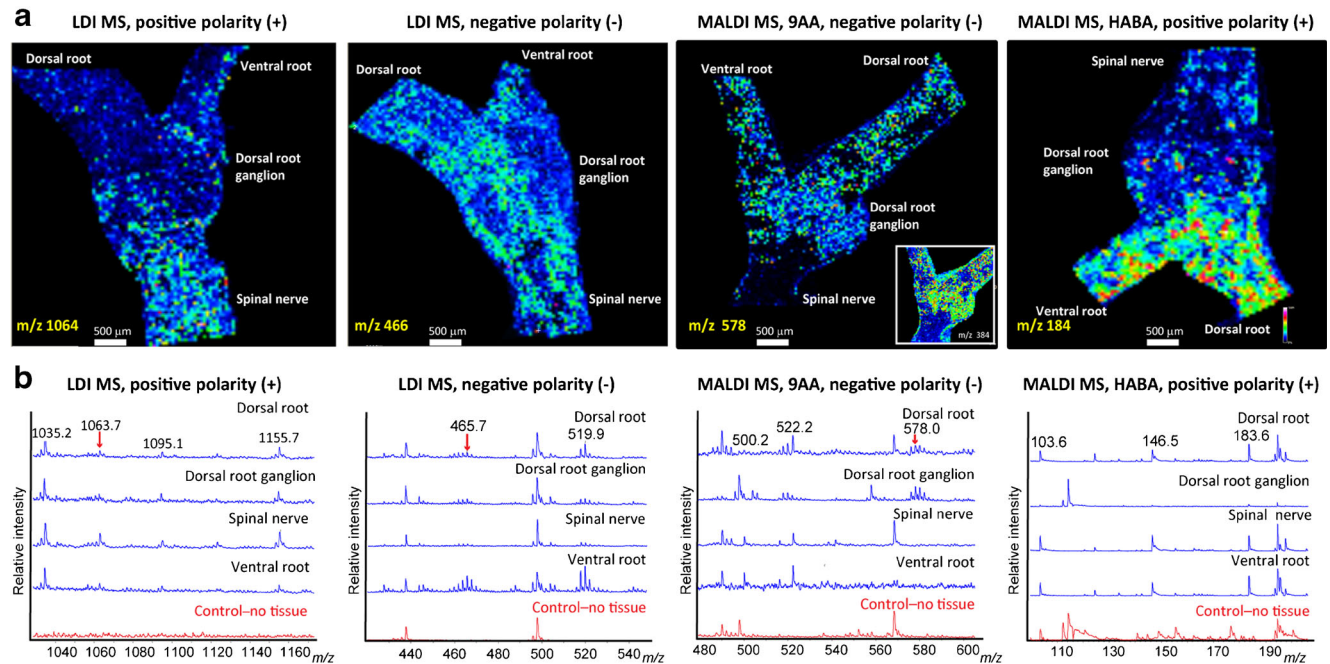 a
LDI MS, positive polarity (+)
LDI MS, negative polarity (-)
MALDI MS, 9AA, negative polarity (-)
MALDI MS, HABA, positive polarity (+)
Dorsal root
Ventral root
Dorsal root
ganglion
Spinal nerve
m/z 1064
500 µm
Dorsal root
Ventral root
Dorsal root
ganglion
Spinal nerve
m/z 466
500 µm
Ventral root
Dorsal root
Dorsal root
ganglion
Spinal nerve
m/z 578
500 µm
m/z 384
Spinal nerve
Dorsal root
ganglion
Ventral root
Dorsal root
m/z 184
500 µm
b
LDI MS, positive polarity (+)
Relative intensity
Dorsal root
1035.2
1063.7
1095.1
1155.7
Dorsal root ganglion
Spinal nerve
Ventral root
Control–no tissue
1040 1060 1080 1100 1120 1140 1160 m/z
LDI MS, negative polarity (-)
Relative intensity
Dorsal root
465.7
519.9
Dorsal root ganglion
Spinal nerve
Ventral root
Control–no tissue
440 460 480 500 520 540 m/z
MALDI MS, 9AA, negative polarity (-)
Relative intensity
Dorsal root
500.2
522.2
578.0
Dorsal root ganglion
Spinal nerve
Ventral root
Control–no tissue
480 500 520 540 560 580 600 m/z
MALDI MS, HABA, positive polarity (+)
Relative intensity
Dorsal root
103.6
146.5
183.6
Dorsal root ganglion
Spinal nerve
Ventral root
Control–no tissue
110 130 150 170 190 m/z